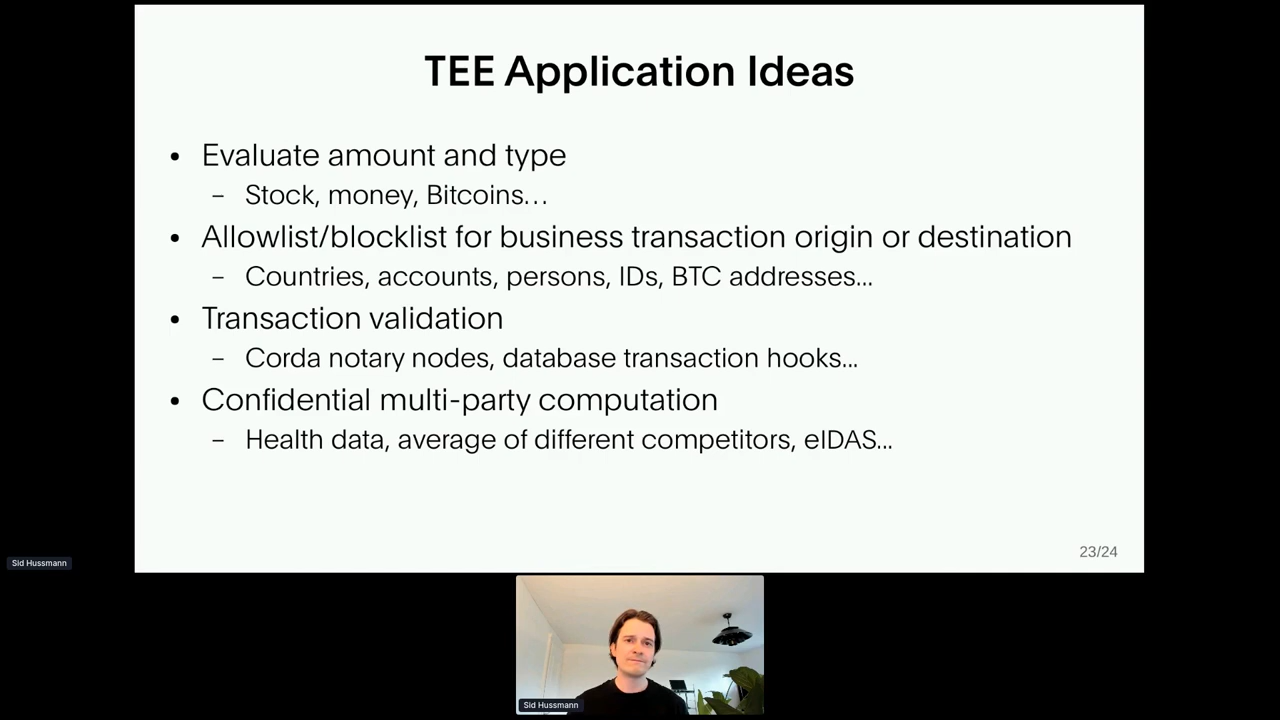 TEE Application Ideas
• Evaluate amount and type
– Stock, money, Bitcoins…
• Allowlist/blocklist for business transaction origin or destination
– Countries, accounts, persons, IDs, BTC addresses...
• Transaction validation
– Corda notary nodes, database transaction hooks...
• Confidential multi-party computation
– Health data, average of different competitors, eIDAS...
23/24
Sid Hussmann
Sid Hussmann